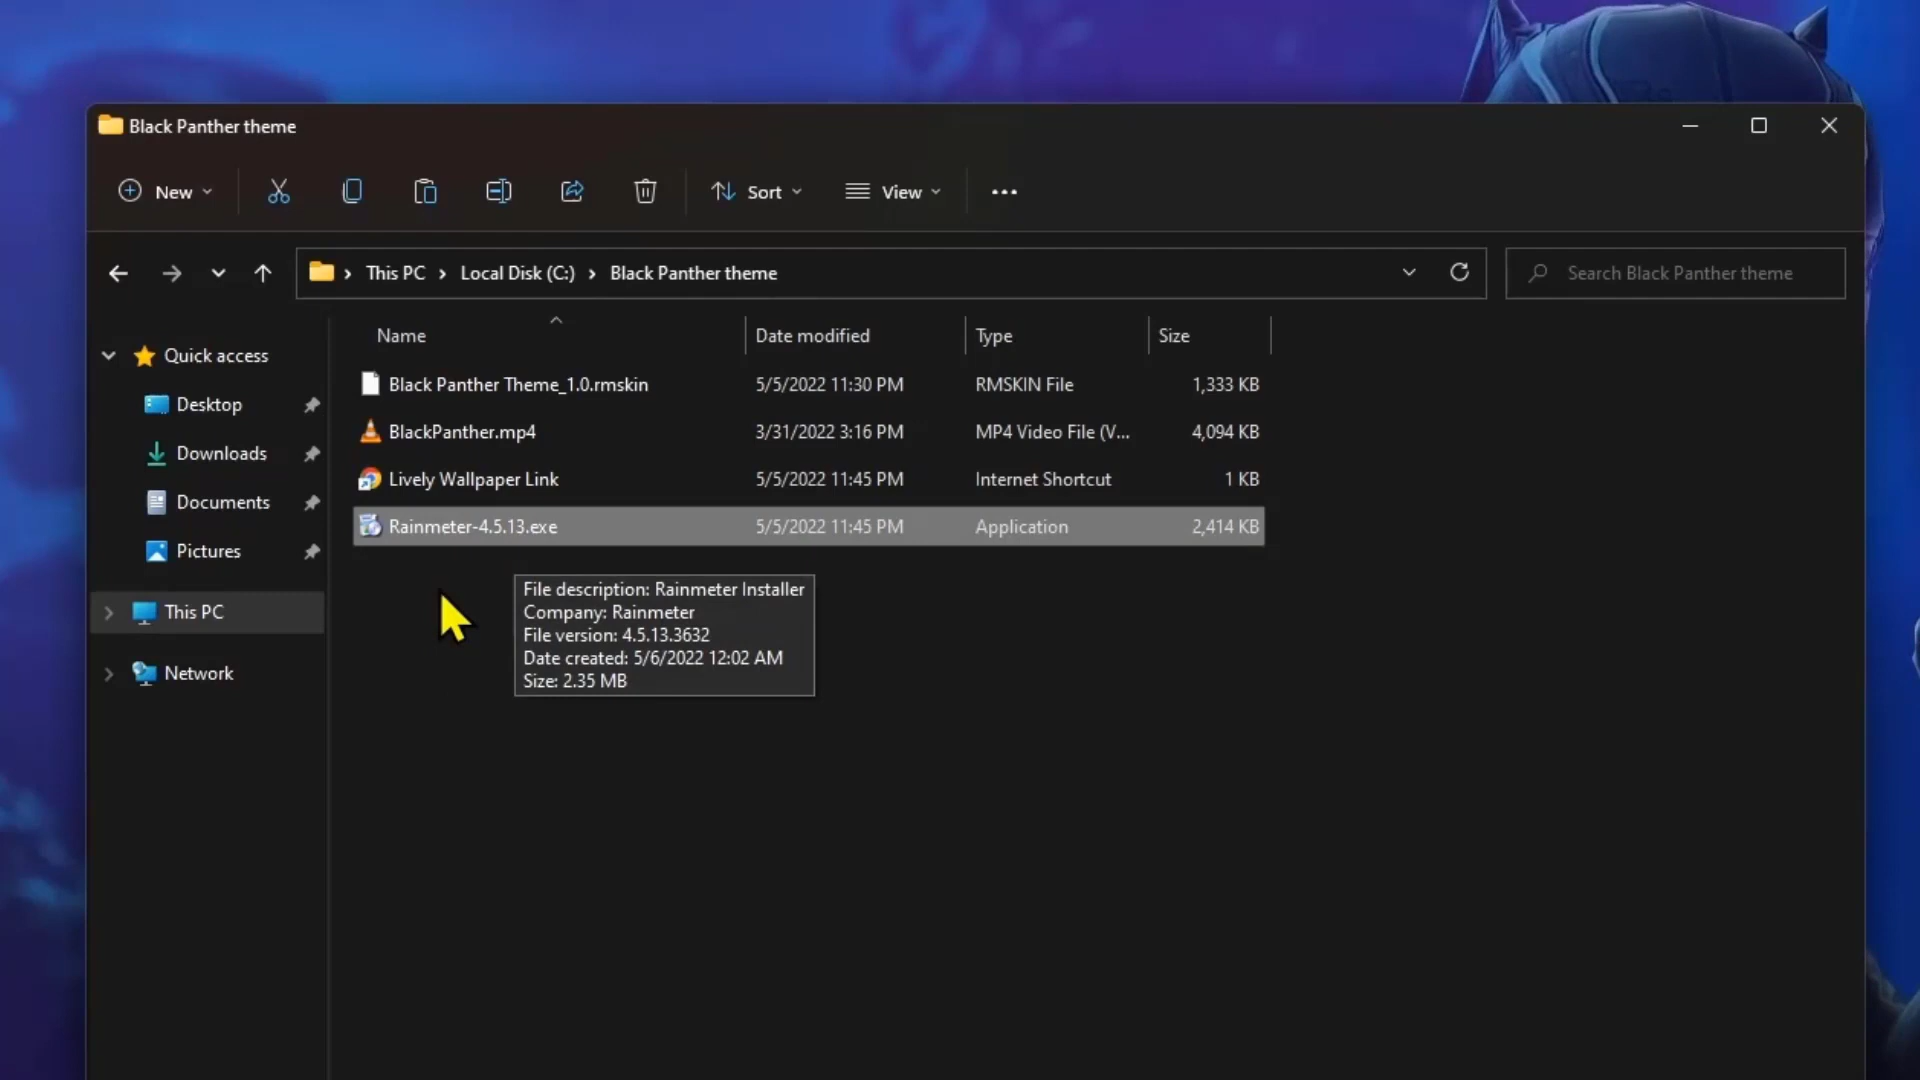 Black Panther theme
New
Sort
View
This PC
Local Disk (C:)
Black Panther theme
Search Black Panther theme
Quick access
Desktop
Downloads
Documents
Pictures
This PC
Network
Name Date modified Type Size
Black Panther Theme_1.0.rmskin 5/5/2022 11:30 PM RMSKIN File 1,333 KB
BlackPanther.mp4 3/31/2022 3:16 PM MP4 Video File (V... 4,094 KB
Lively Wallpaper Link 5/5/2022 11:45 PM Internet Shortcut 1 KB
Rainmeter-4.5.13.exe 5/5/2022 11:45 PM Application 2,414 KB
File description: Rainmeter Installer
Company: Rainmeter
File version: 4.5.13.3632
Date created: 5/6/2022 12:02 AM
Size: 2.35 MB